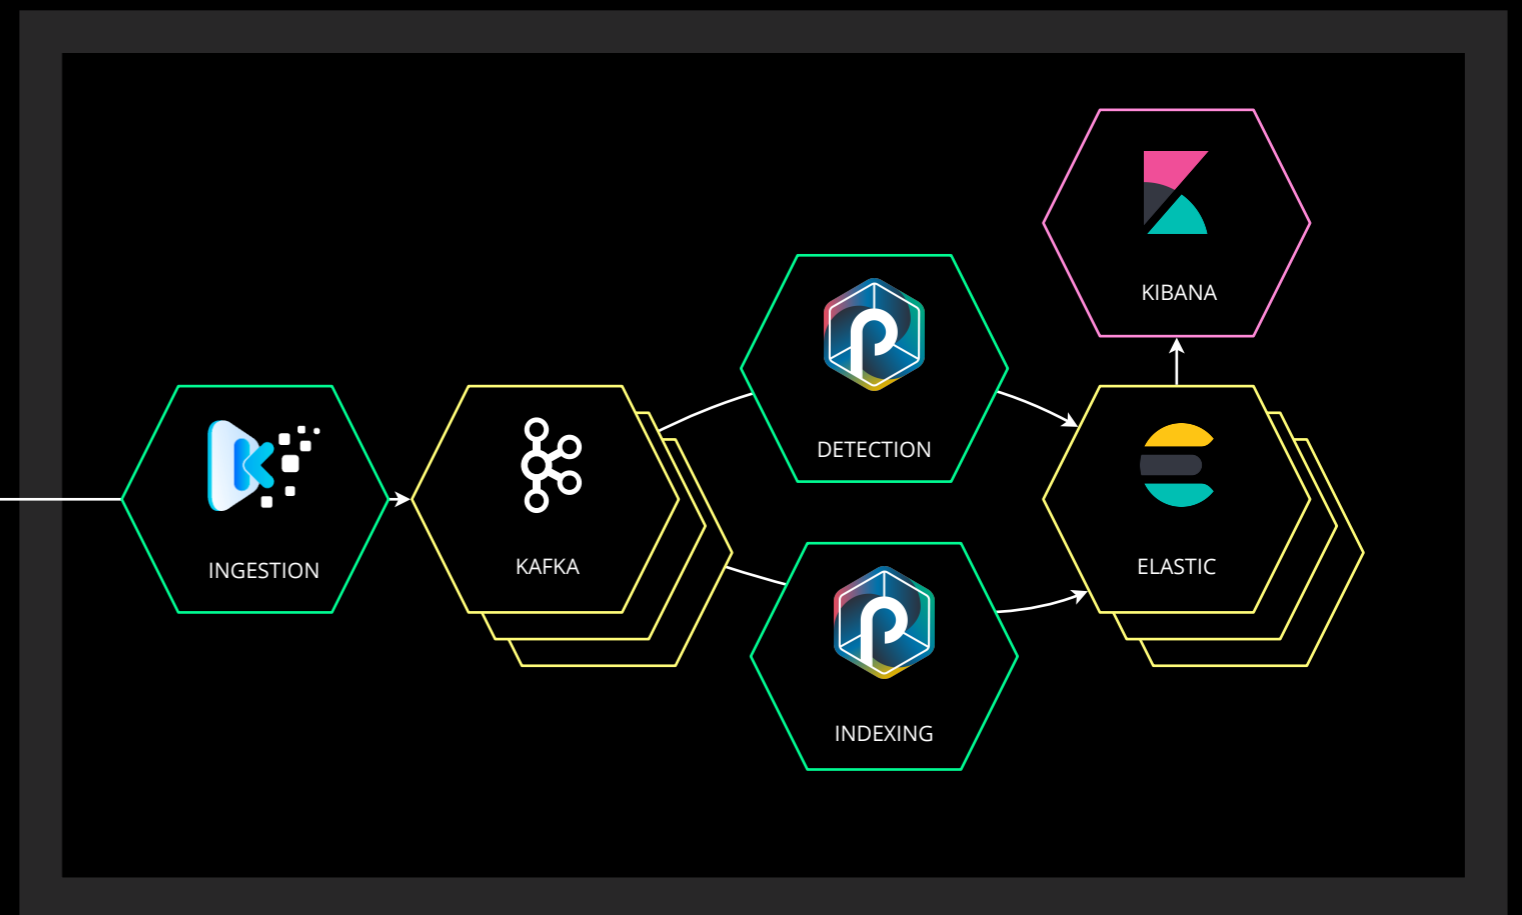 KIBANA
DETECTION
INGESTION
KAFKA
ELASTIC
INDEXING